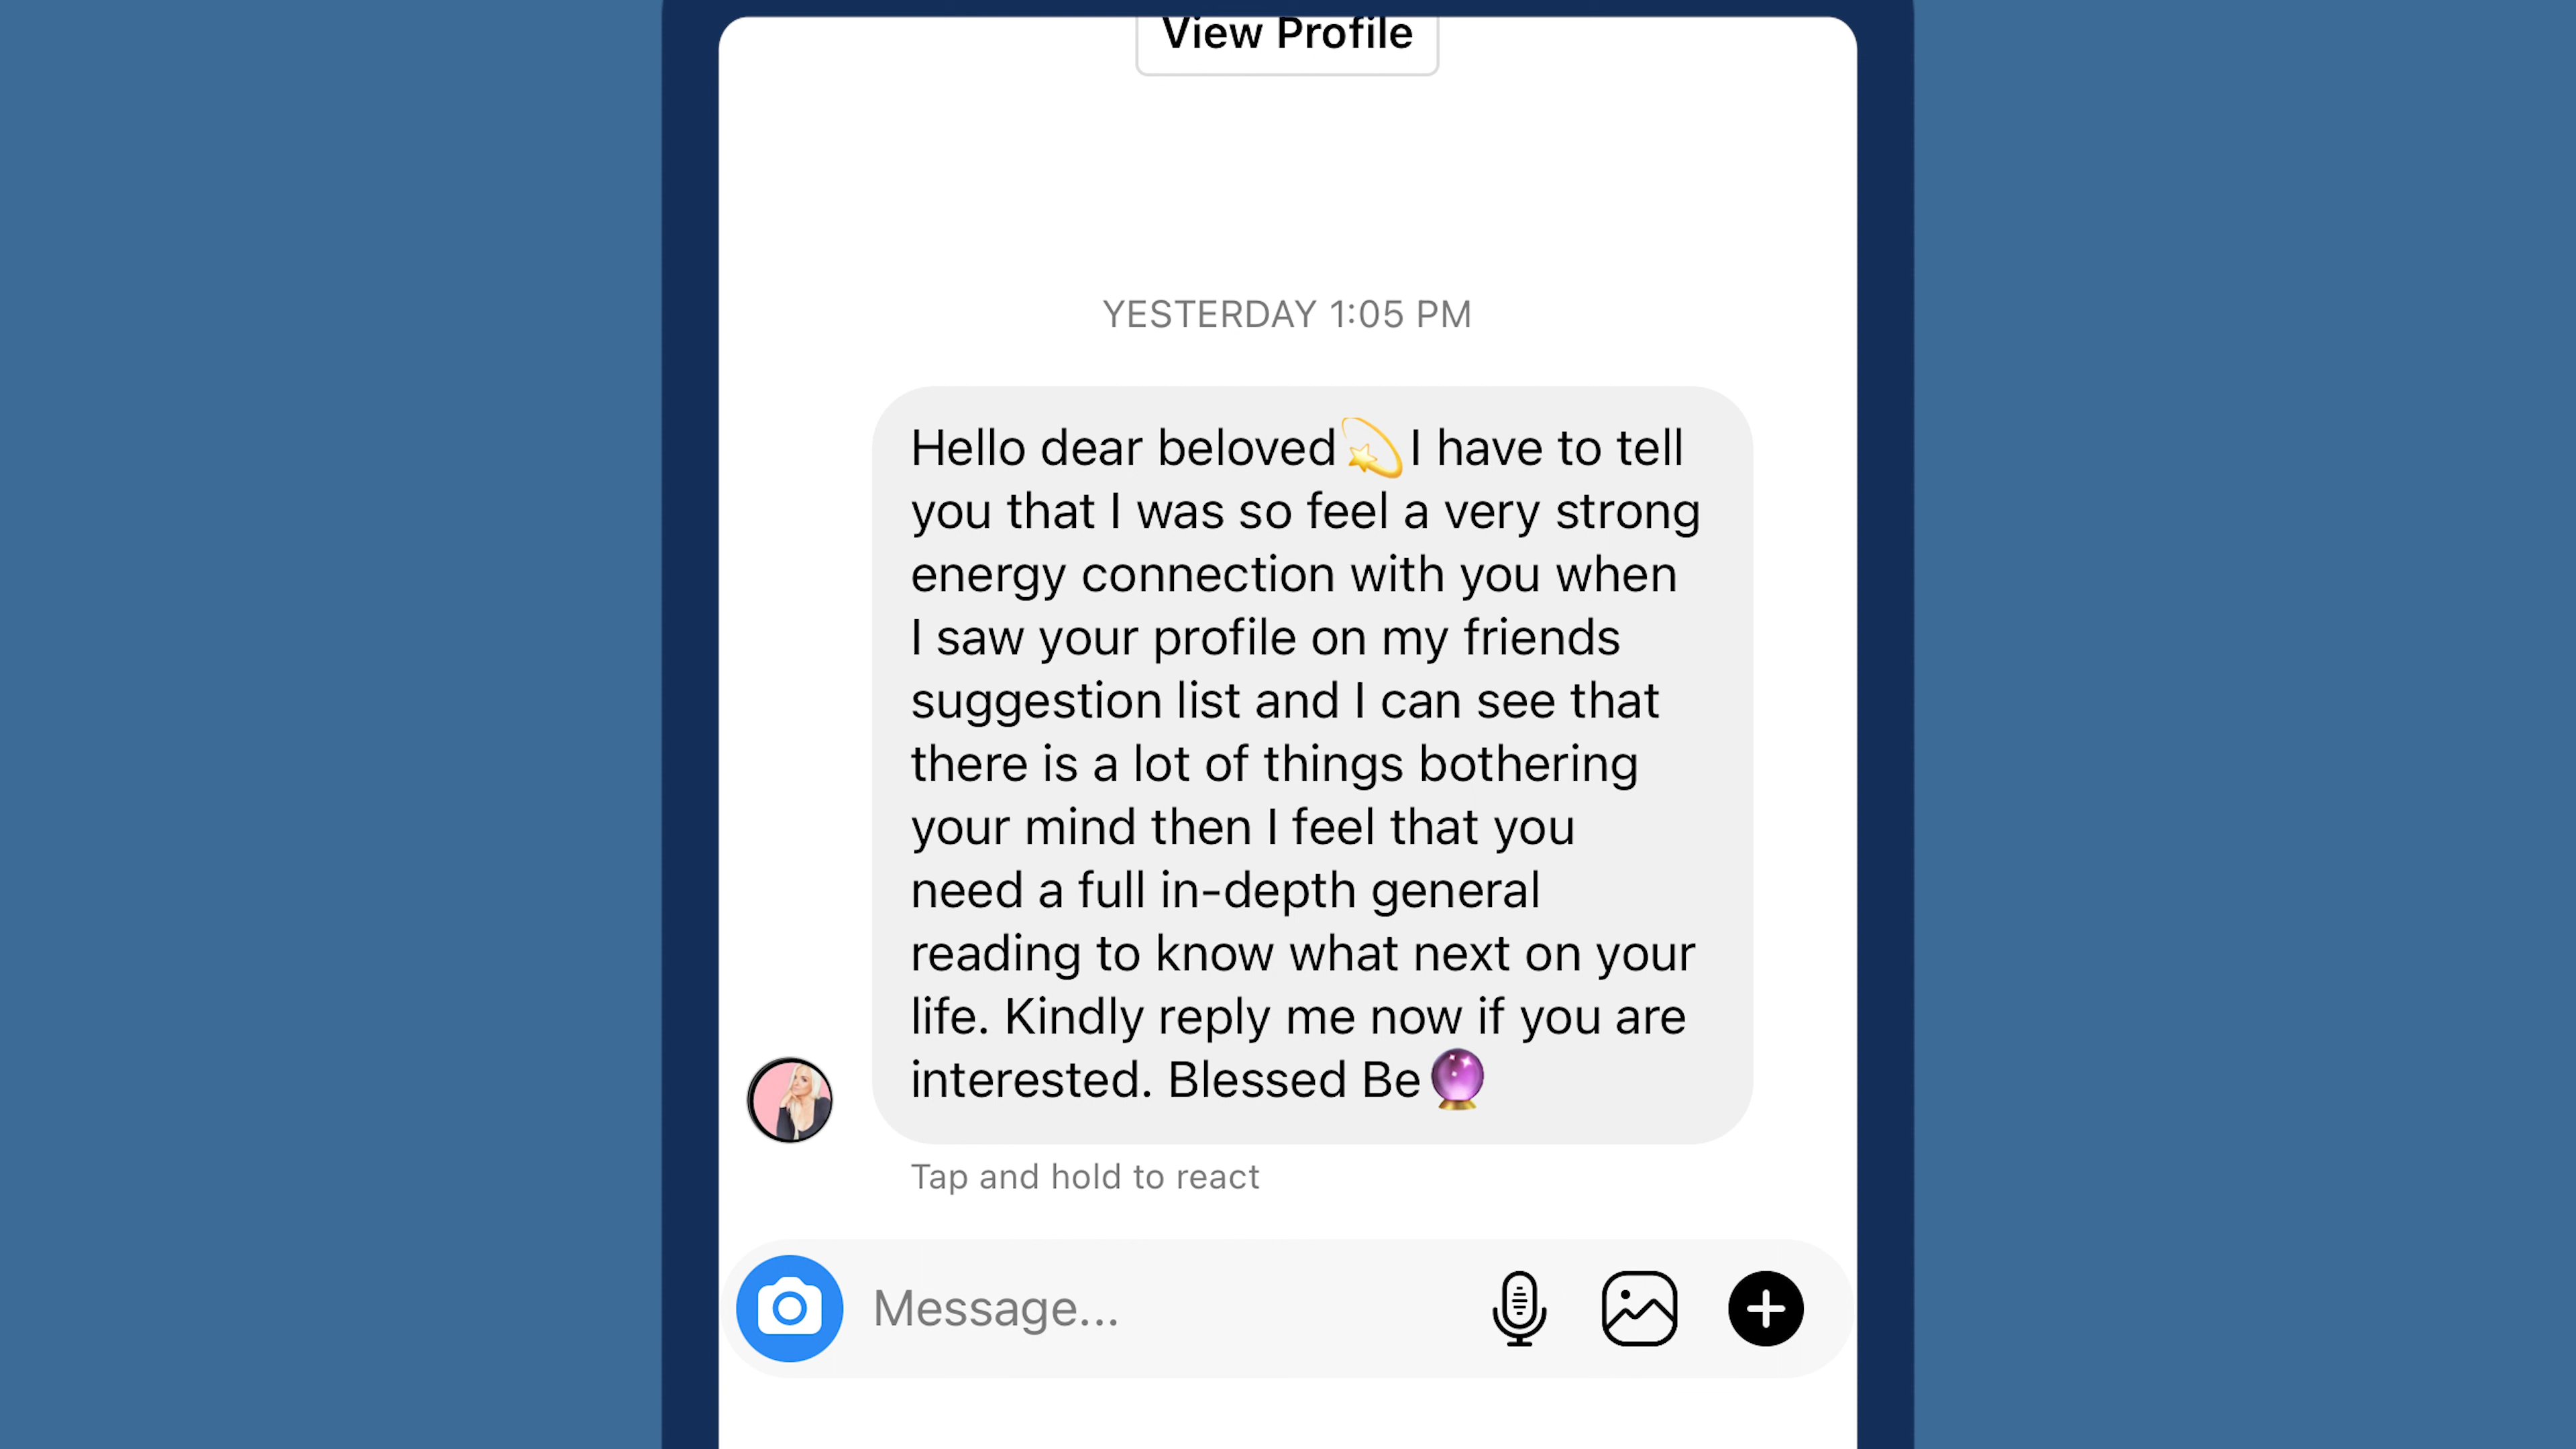 View Profile
YESTERDAY 1:05 PM
Hello dear beloved💫I have to tell
you that I was so feel a very strong
energy connection with you when
I saw your profile on my friends
suggestion list and I can see that
there is a lot of things bothering
your mind then I feel that you
need a full in-depth general
reading to know what next on your
life. Kindly reply me now if you are
interested. Blessed Be🔮
Tap and hold to react
Message...